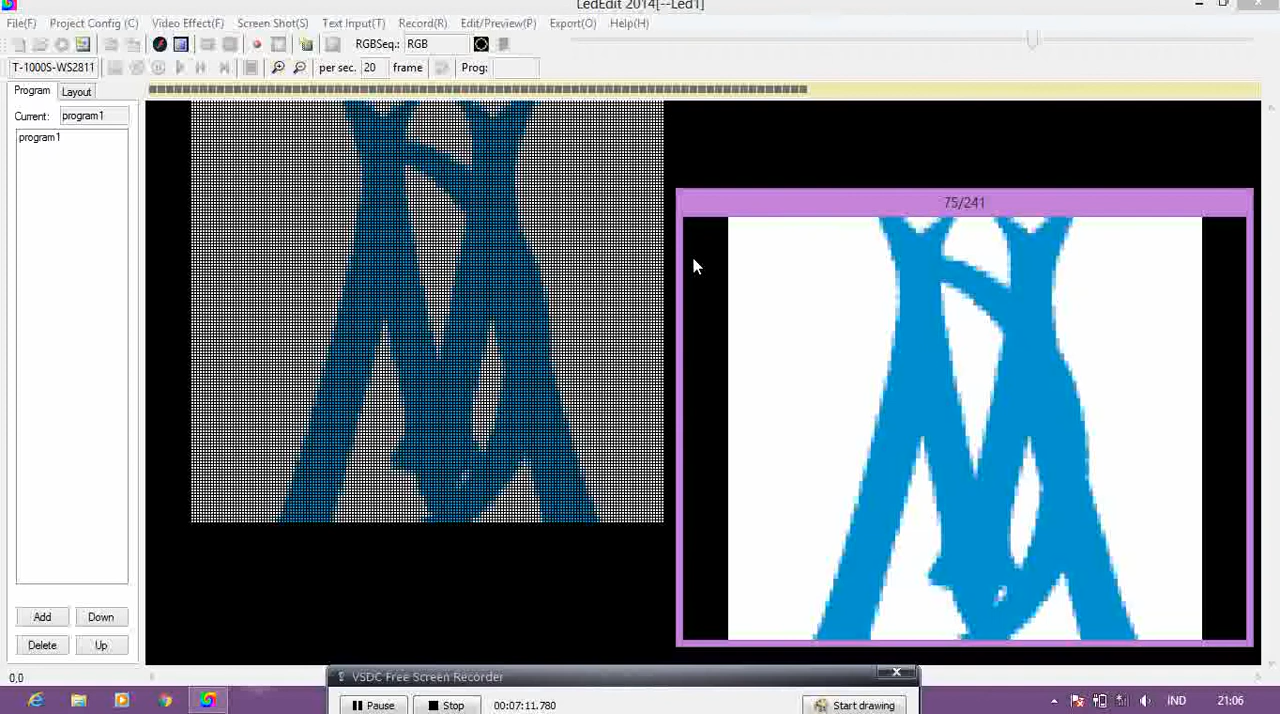 LedEdit 2014[--Led1]
File(F) Project Config (C) Video Effect(F) Screen Shot(S) Text Input(T) Record(R) Edit/Preview(P) Export(O) Help(H)
RGBSeq.: RGB
T-1000S-WS2811 per sec. 20 frame Prog:
Program Layout
Current: program1
program1
75/241
Add Down
Delete Up
0,0
VSDC Free Screen Recorder
Pause Stop 00:07:11.780 Start drawing
IND 21:06